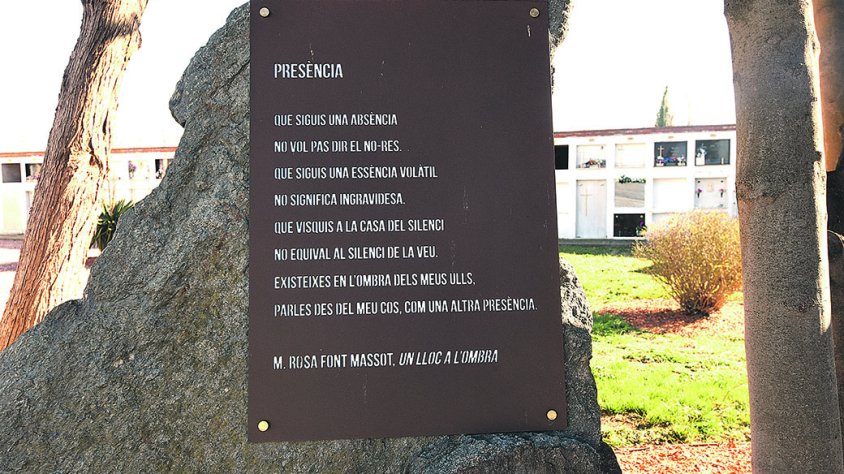 PRESÈNCIA
QUE SIGUIS UNA ABSÈNCIA
NO VOL PAS DIR EL NO-RES.
QUE SIGUIS UNA ESSÈNCIA VOLÀTIL
NO SIGNIFICA INGRAVIDESA.
QUE VISQUIS A LA CASA DEL SILENCI
NO EQUIVAL AL SILENCI DE LA VEU.
EXISTEIXES EN L'OMBRA DELS MEUS ULLS,
PARLES DES DEL MEU COS, COM UNA ALTRA PRESÈNCIA.
M. ROSA FONT MASSOT, UN LLOC A L'OMBRA